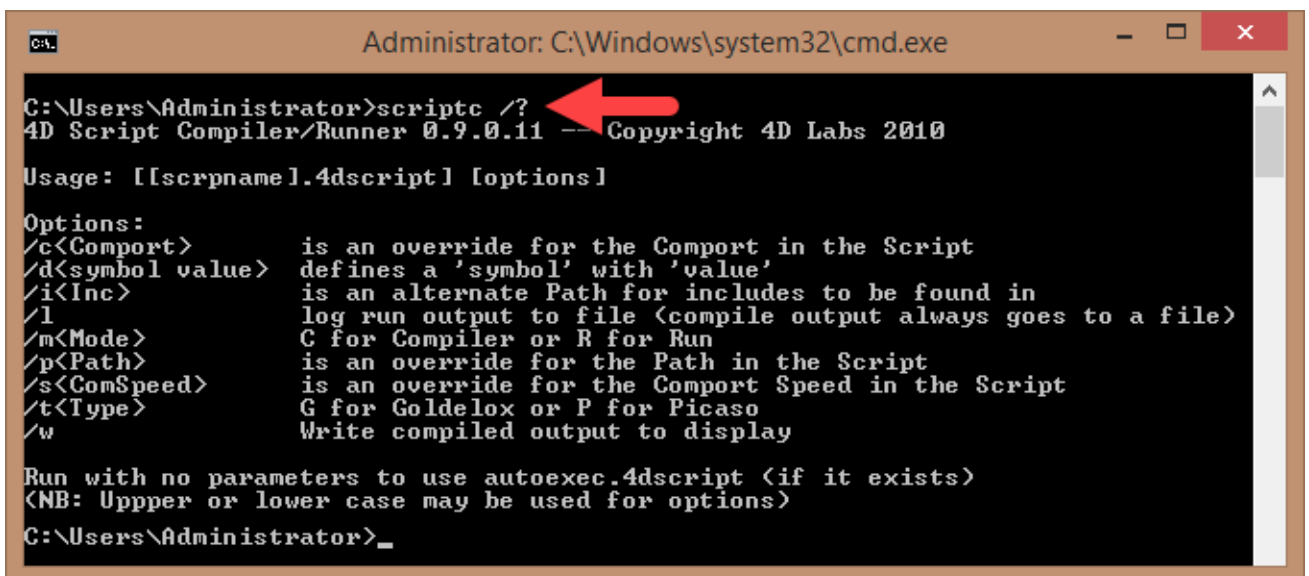 Administrator: C:\Windows\system32\cmd.exe
C:\Users\Administrator>scriptc /?
4D Script Compiler/Runner 0.9.0.11 -- Copyright 4D Labs 2010
Usage: [[scrpname].4dscript] [options]
Options:
/c<Comport> is an override for the Comport in the Script
/d<symbol value> defines a 'symbol' with 'value'
/i<Inc> is an alternate Path for includes to be found in
/l log run output to file (compile output always goes to a file)
/m<Mode> C for Compiler or R for Run
/p<Path> is an override for the Path in the Script
/s<ComSpeed> is an override for the Comport Speed in the Script
/t<Type> G for Goldelox or P for Picaso
/w Write compiled output to display
Run with no parameters to use autoexec.4dscript (if it exists)
(NB: Uppper or lower case may be used for options)
C:\Users\Administrator>_